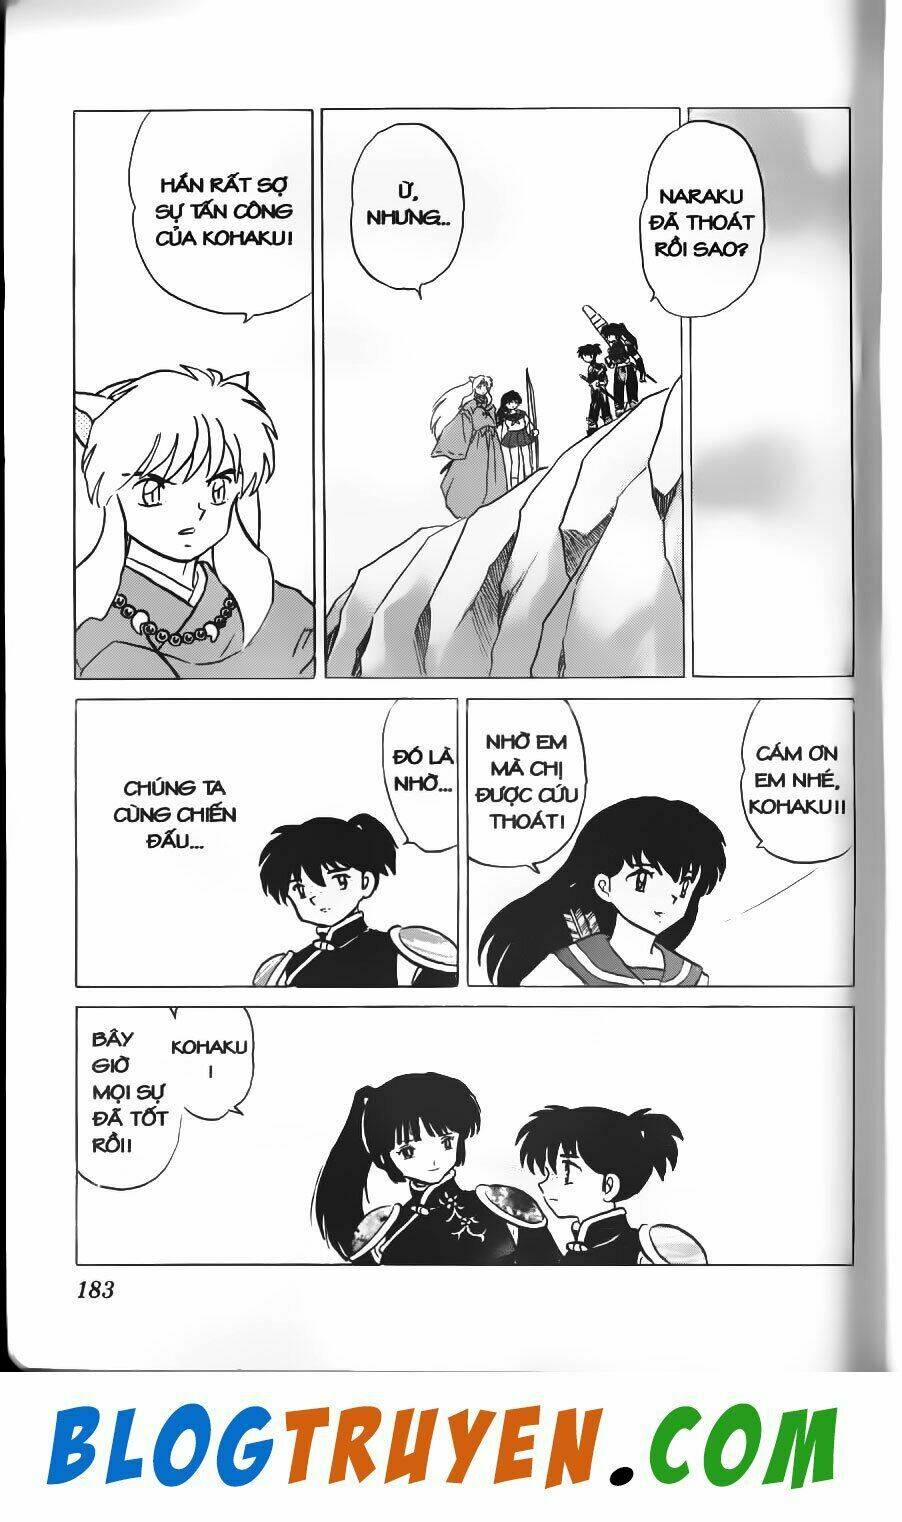 NARAKU
ĐÃ THOÁT
RỒI SAO?
Ừ,
NHƯNG...
HẮN RẤT SỢ
SỰ TẤN CÔNG
CỦA KOHAKU!
CÁM ƠN
EM NHÉ,
KOHAKU!!
NHỜ EM
MÀ CHỊ
ĐƯỢC CỨU
THOÁT!
ĐÓ LÀ
NHỜ...
CHÚNG TA
CÙNG CHIẾN
ĐẤU...
KOHAKU
!
BÂY
GIỜ
MỌI SỰ
ĐÃ TỐT
RỒI!
183
BLOGTRUYEN.COM